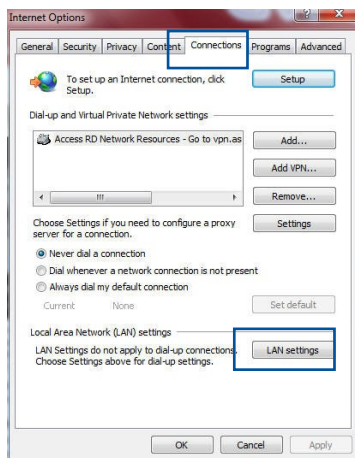 Internet Options
General Security Privacy Content Connections Programs Advanced
To set up an Internet connection, click
Setup.
Setup
Dial-up and Virtual Private Network settings
Access RD Network Resources - Go to vpn.as
Add...
Add VPN...
Remove...
Choose Settings if you need to configure a proxy
server for a connection.
Settings
Never dial a connection
Dial whenever a network connection is not present
Always dial my default connection
Current None
Set default
Local Area Network (LAN) settings
LAN Settings do not apply to dial-up connections.
Choose Settings above for dial-up settings.
LAN settings
OK Cancel Apply